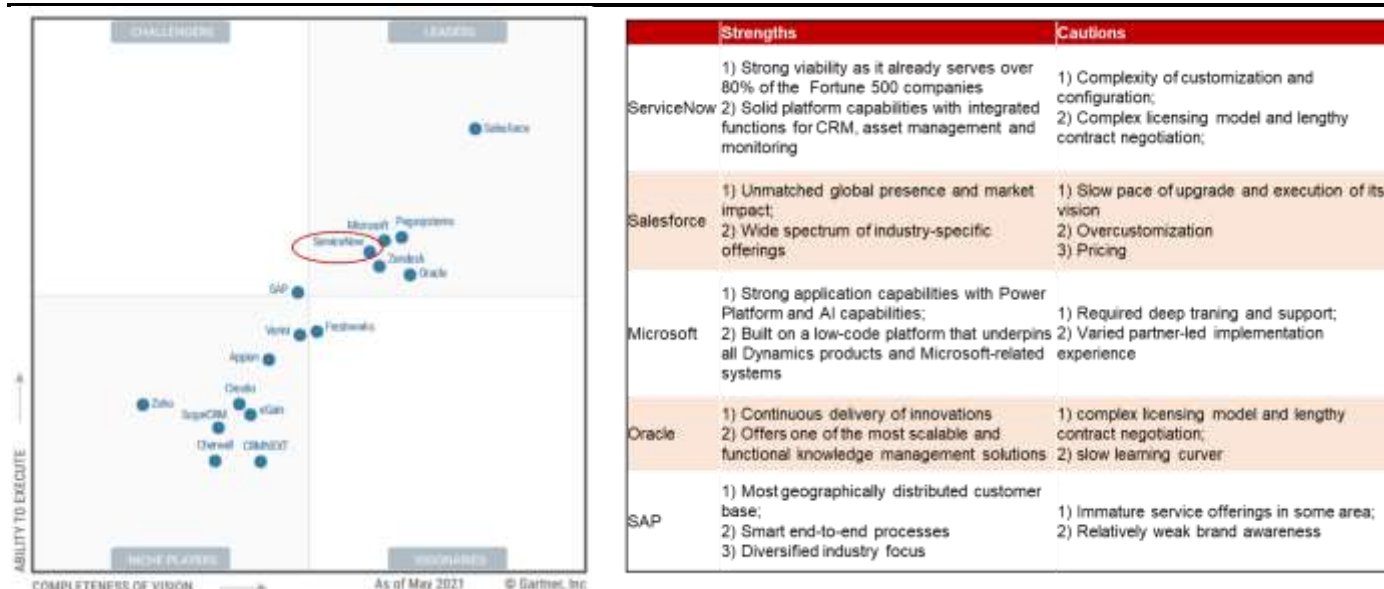 CHALLENGERS
LEADERS
Salesforce
Microsoft
Pegasystems
ServiceNow
Zendesk
Oracle
SAP
Verint
Freshworks
Appian
Zoho
Creatio
SugarCRM
eGain
Cherwell
CRMNEXT
ABILITY TO EXECUTE
NICHE PLAYERS
VISIONARIES
COMPLETENESS OF VISION
As of May 2021
© Gartner, Inc
Strengths
Cautions
ServiceNow
1) Strong viability as it already serves over
80% of the Fortune 500 companies
2) Solid platform capabilities with integrated
functions for CRM, asset management and
monitoring
1) Complexity of customization and
configuration;
2) Complex licensing model and lengthy
contract negotiation;
Salesforce
1) Unmatched global presence and market
impact;
2) Wide spectrum of industry-specific
offerings
1) Slow pace of upgrade and execution of its
vision
2) Overcustomization
3) Pricing
Microsoft
1) Strong application capabilities with Power
Platform and AI capabilities;
2) Built on a low-code platform that underpins
all Dynamics products and Microsoft-related
systems
1) Required deep traning and support;
2) Varied partner-led implementation
experience
Oracle
1) Continuous delivery of innovations
2) Offers one of the most scalable and
functional knowledge management solutions
1) complex licensing model and lengthy
contract negotiation;
2) slow learning curver
SAP
1) Most geographically distributed customer
base;
2) Smart end-to-end processes
3) Diversified industry focus
1) Immature service offerings in some area;
2) Relatively weak brand awareness